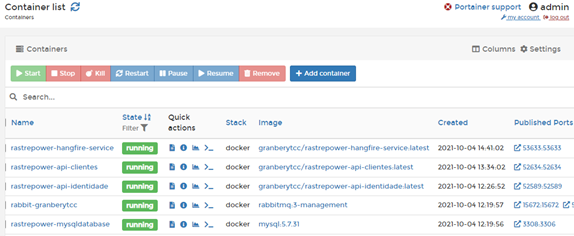 Container list
Containers
Portainer support admin
my account log out
Containers
Columns Settings
Start Stop Kill Restart Pause Resume Remove Add container
Search...
Name State Filter Quick actions Stack Image Created Published Ports
rastrepower-hangfire-service running docker granberytcc/rastrepower-hangfire-service:latest 2021-10-04 14:41:02 53633:53633
rastrepower-api-clientes running docker granberytcc/rastrepower-api-clientes:latest 2021-10-04 13:34:02 52634:52634
rastrepower-api-identidade running docker granberytcc/rastrepower-api-identidade:latest 2021-10-04 12:26:52 52589:52589
rabbit-granberytcc running docker rabbitmq:3-management 2021-10-04 12:19:57 15672:15672
rastrepower-mysqldatabase running docker mysql:5.7.31 2021-10-04 12:19:56 3308:3306